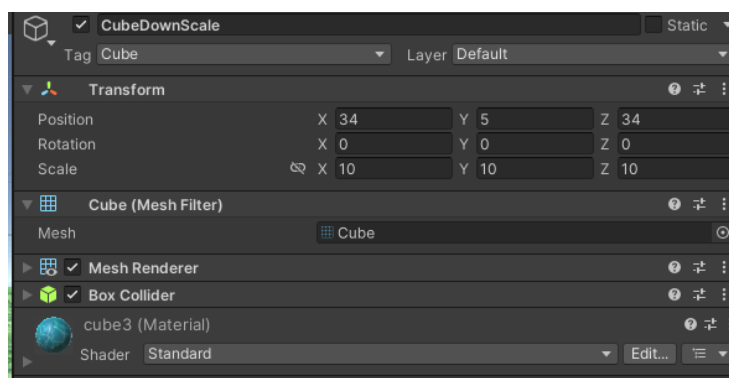 CubeDownScale Static
Tag Cube Layer Default
Transform
Position X 34 Y 5 Z 34
Rotation X 0 Y 0 Z 0
Scale X 10 Y 10 Z 10
Cube (Mesh Filter)
Mesh Cube
Mesh Renderer
Box Collider
cube3 (Material)
Shader Standard Edit...